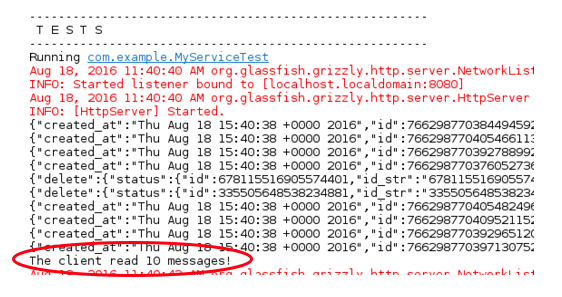 -------------------------------------------------------
 T E S T S
-------------------------------------------------------
Running com.example.MyServiceTest
Aug 18, 2016 11:40:40 AM org.glassfish.grizzly.http.server.NetworkList
INFO: Started listener bound to [localhost.localdomain:8080]
Aug 18, 2016 11:40:40 AM org.glassfish.grizzly.http.server.HttpServer
INFO: [HttpServer] Started.
{"created_at":"Thu Aug 18 15:40:38 +0000 2016","id":766298770384494592
{"created_at":"Thu Aug 18 15:40:38 +0000 2016","id":76629877040546611
{"created_at":"Thu Aug 18 15:40:38 +0000 2016","id":76629877039278899
{"created_at":"Thu Aug 18 15:40:38 +0000 2016","id":76629877037605273
{"delete":{"status":{"id":678115516905574401,"id_str":"67811551690557
{"delete":{"status":{"id":335505648538234881,"id_str":"33550564853823
{"created_at":"Thu Aug 18 15:40:38 +0000 2016","id":76629877040548249
{"created_at":"Thu Aug 18 15:40:38 +0000 2016","id":76629877040952115
{"created_at":"Thu Aug 18 15:40:38 +0000 2016","id":76629877039296512
{"created_at":"Thu Aug 18 15:40:38 +0000 2016","id":76629877039713075
The client read 10 messages!
Aug 18, 2016 11:40:42 AM org.glassfish.grizzly.http.server.NetworkList